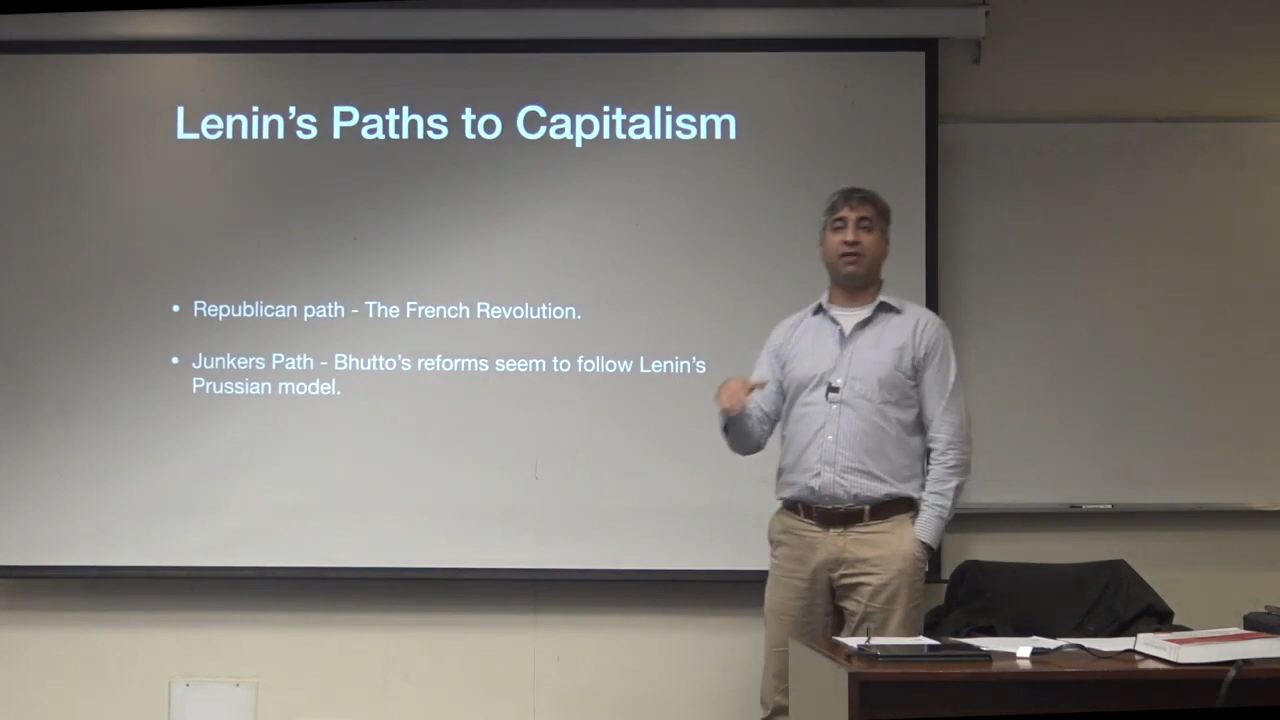 Lenin’s Paths to Capitalism
• Republican path - The French Revolution.
• Junkers Path - Bhutto’s reforms seem to follow Lenin’s
Prussian model.